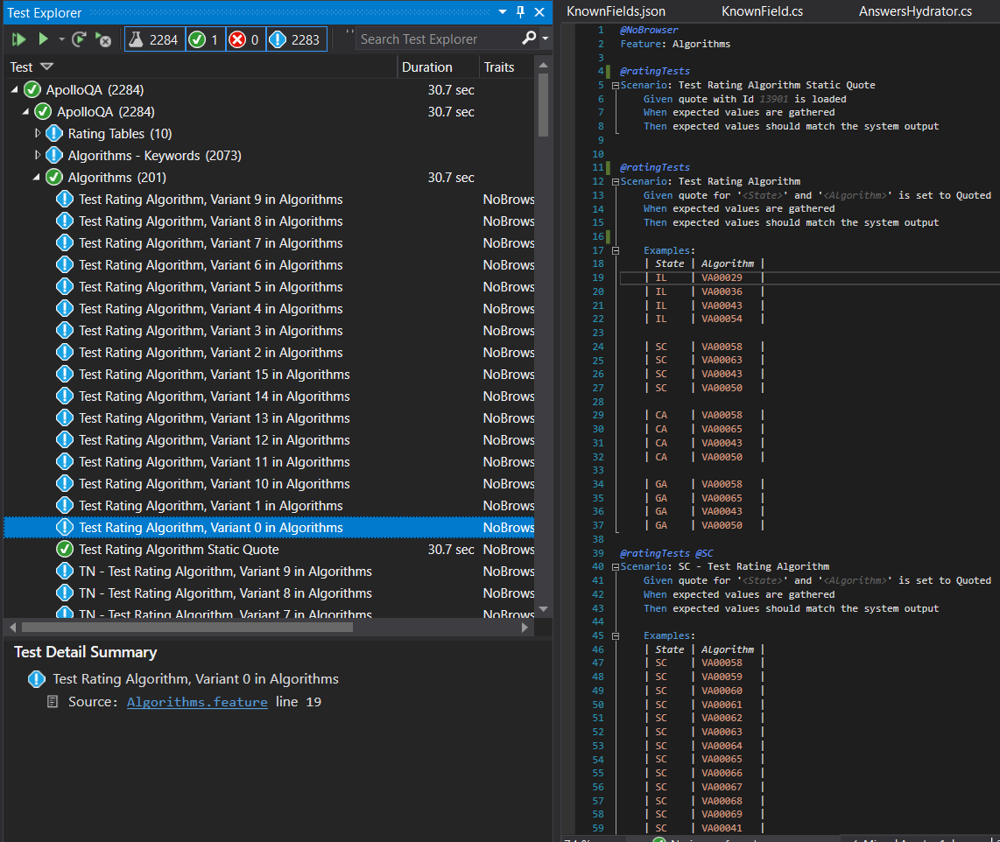 Test Explorer
2284 1 0 2283 Search Test Explorer
Test Duration Traits
ApolloQA (2284) 30.7 sec
ApolloQA (2284) 30.7 sec
Rating Tables (10)
Algorithms - Keywords (2073)
Algorithms (201) 30.7 sec
Test Rating Algorithm, Variant 9 in Algorithms NoBrows
Test Rating Algorithm, Variant 8 in Algorithms NoBrows
Test Rating Algorithm, Variant 7 in Algorithms NoBrows
Test Rating Algorithm, Variant 6 in Algorithms NoBrows
Test Rating Algorithm, Variant 5 in Algorithms NoBrows
Test Rating Algorithm, Variant 4 in Algorithms NoBrows
Test Rating Algorithm, Variant 3 in Algorithms NoBrows
Test Rating Algorithm, Variant 2 in Algorithms NoBrows
Test Rating Algorithm, Variant 15 in Algorithms NoBrows
Test Rating Algorithm, Variant 14 in Algorithms NoBrows
Test Rating Algorithm, Variant 13 in Algorithms NoBrows
Test Rating Algorithm, Variant 12 in Algorithms NoBrows
Test Rating Algorithm, Variant 11 in Algorithms NoBrows
Test Rating Algorithm, Variant 10 in Algorithms NoBrows
Test Rating Algorithm, Variant 1 in Algorithms NoBrows
Test Rating Algorithm, Variant 0 in Algorithms NoBrows
Test Rating Algorithm Static Quote 30.7 sec NoBrows
TN - Test Rating Algorithm, Variant 9 in Algorithms NoBrows
TN - Test Rating Algorithm, Variant 8 in Algorithms NoBrows
TN - Test Rating Algorithm, Variant 7 in Algorithms NoBrows
Test Detail Summary
Test Rating Algorithm, Variant 0 in Algorithms
Source: Algorithms.feature line 19
KnownFields.json KnownField.cs AnswersHydrator.cs
1 @NoBrowser
2 Feature: Algorithms
3
4 @ratingTests
5 Scenario: Test Rating Algorithm Static Quote
6 Given quote with Id 13901 is loaded
7 When expected values are gathered
8 Then expected values should match the system output
9
10
11 @ratingTests
12 Scenario: Test Rating Algorithm
13 Given quote for '<State>' and '<Algorithm>' is set to Quoted
14 When expected values are gathered
15 Then expected values should match the system output
16
17 Examples:
18 | State | Algorithm |
19 | IL | VA00029 |
20 | IL | VA00036 |
21 | IL | VA00043 |
22 | IL | VA00054 |
23
24 | SC | VA00058 |
25 | SC | VA00063 |
26 | SC | VA00043 |
27 | SC | VA00050 |
28
29 | CA | VA00058 |
30 | CA | VA00065 |
31 | CA | VA00043 |
32 | CA | VA00050 |
33
34 | GA | VA00058 |
35 | GA | VA00065 |
36 | GA | VA00043 |
37 | GA | VA00050 |
38
39 @ratingTests @SC
40 Scenario: SC - Test Rating Algorithm
41 Given quote for '<State>' and '<Algorithm>' is set to Quoted
42 When expected values are gathered
43 Then expected values should match the system output
44
45 Examples:
46 | State | Algorithm |
47 | SC | VA00058 |
48 | SC | VA00059 |
49 | SC | VA00060 |
50 | SC | VA00061 |
51 | SC | VA00062 |
52 | SC | VA00063 |
53 | SC | VA00064 |
54 | SC | VA00065 |
55 | SC | VA00066 |
56 | SC | VA00067 |
57 | SC | VA00068 |
58 | SC | VA00069 |
59 | SC | VA00041 |